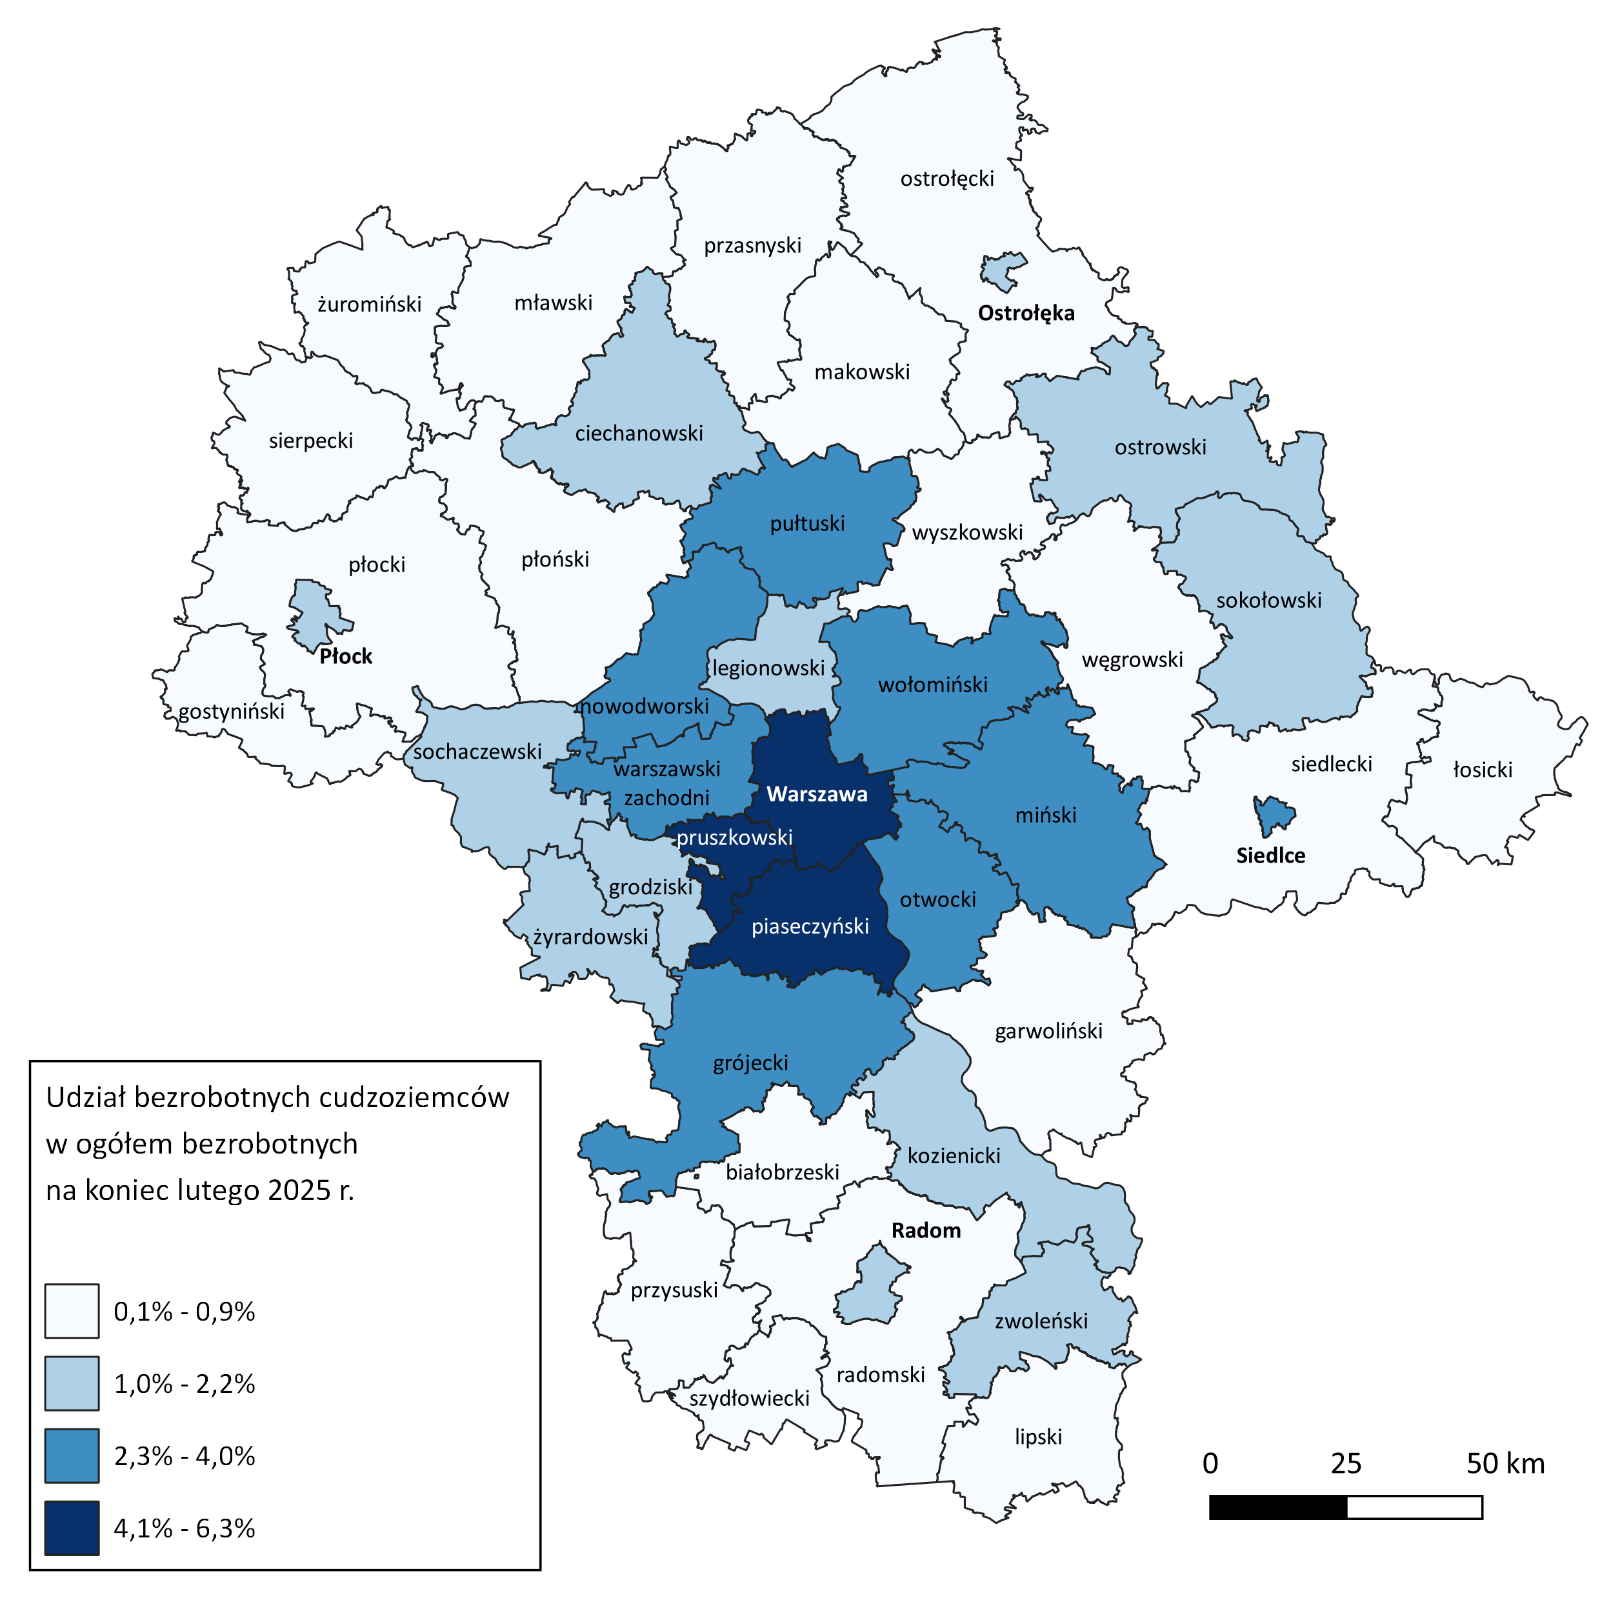 ostrołęcki
przasnyski
żuromiński
mławski
Ostrołęka
makowski
sierpecki
ciechanowski
ostrowski
pułtuski
wyszkowski
płocki
płoński
sokołowski
Płock
legionowski
węgrowski
wołomiński
gostyniński
nowodworski
sochaczewski
warszawski
zachodni
siedlecki
łosicki
Warszawa
miński
pruszkowski
Siedlce
grodziski
otwocki
piaseczyński
żyrardowski
garwoliński
grójecki
kozienicki
białobrzeski
Radom
przysuski
zwoleński
radomski
szydłowiecki
lipski
Udział bezrobotnych cudzoziemców
w ogółem bezrobotnych
na koniec lutego 2025 r.
0,1% - 0,9%
1,0% - 2,2%
2,3% - 4,0%
4,1% - 6,3%
0 25 50 km